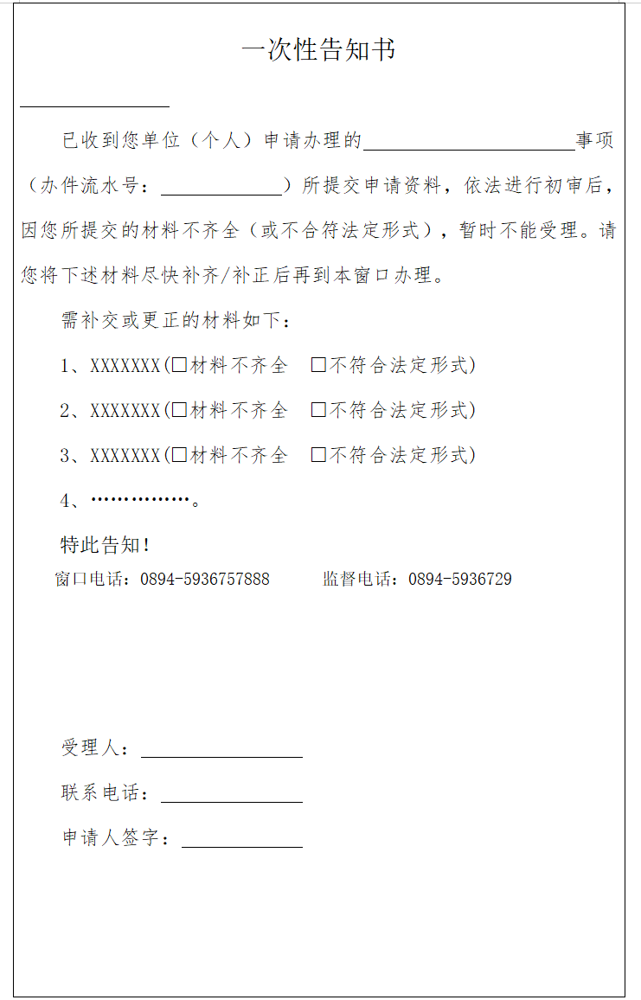 一次性告知书
已收到您单位（个人）申请办理的____________________事项
（办件流水号：____________）所提交申请资料，依法进行初审后，
因您所提交的材料不齐全（或不合符法定形式），暂时不能受理。请
您将下述材料尽快补齐/补正后再到本窗口办理。
需补交或更正的材料如下：
1、XXXXXXX(□材料不齐全　□不符合法定形式)
2、XXXXXXX(□材料不齐全　□不符合法定形式)
3、XXXXXXX(□材料不齐全　□不符合法定形式)
4、……………。
特此告知！
窗口电话：0894-5936757888　　　监督电话：0894-5936729
受理人：________________
联系电话：______________
申请人签字：____________